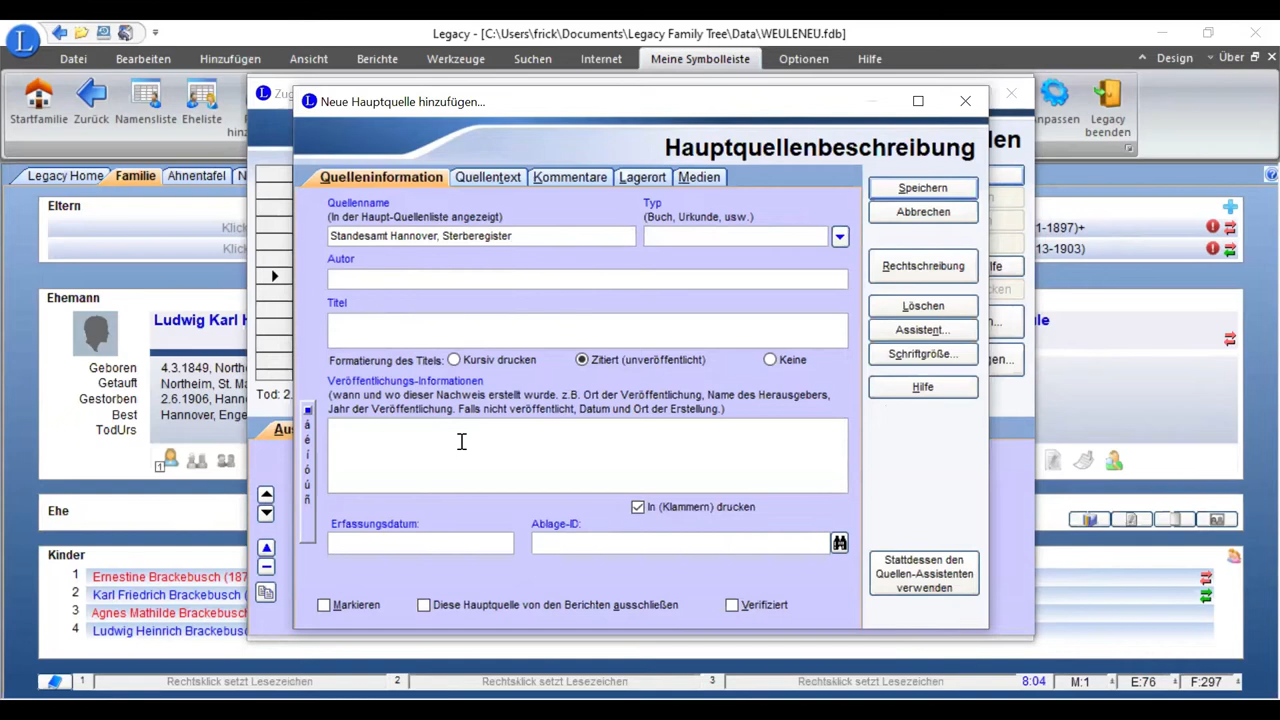 Legacy - [C:\Users\frick\Documents\Legacy Family Tree\Data\WEULENEU.fdb]
Datei Bearbeiten Hinzufügen Ansicht Berichte Werkzeuge Suchen Internet Meine Symbolleiste Optionen Hilfe Design Über
Startfamilie Zurück Namensliste Eheliste
Legacy beenden
Neue Hauptquelle hinzufügen...
Hauptquellenbeschreibung
Legacy Home Familie Ahnentafel
Quelleninformation Quellentext Kommentare Lagerort Medien
Speichern
Abbrechen
Rechtschreibung
Löschen
Assistent...
Schriftgröße...
Hilfe
Stattdessen den
Quellen-Assistenten
verwenden
Quellenname
(In der Haupt-Quellenliste angezeigt)
Typ
(Buch, Urkunde, usw.)
Standesamt Hannover, Sterberegister
Autor
Titel
Formatierung des Titels: Kursiv drucken Zitiert (unveröffentlicht) Keine
Veröffentlichungs-Informationen
(wann und wo dieser Nachweis erstellt wurde. z.B. Ort der Veröffentlichung, Name des Herausgebers,
Jahr der Veröffentlichung. Falls nicht veröffentlicht, Datum und Ort der Erstellung.)
á
é
í
ó
ú
ñ
In (Klammern) drucken
Erfassungsdatum:
Ablage-ID:
Markieren Diese Hauptquelle von den Berichten ausschließen Verifiziert
Eltern
-1897)+
13-1903)
Ehemann
Ludwig Karl H
Geboren 4.3.1849, Northeim
Getauft Northeim, St. Ma
Gestorben 2.6.1906, Hann
Best Hannover, Enge
TodUrs
Tod: 2.
Ehe
Kinder
1 Ernestine Brackebusch (187
2 Karl Friedrich Brackebusch (
3 Agnes Mathilde Brackebusch
4 Ludwig Heinrich Brackebusc
1 Rechtsklick setzt Lesezeichen 2 Rechtsklick setzt Lesezeichen 3 Rechtsklick setzt Lesezeichen 8:04 M:1 E:76 F:297